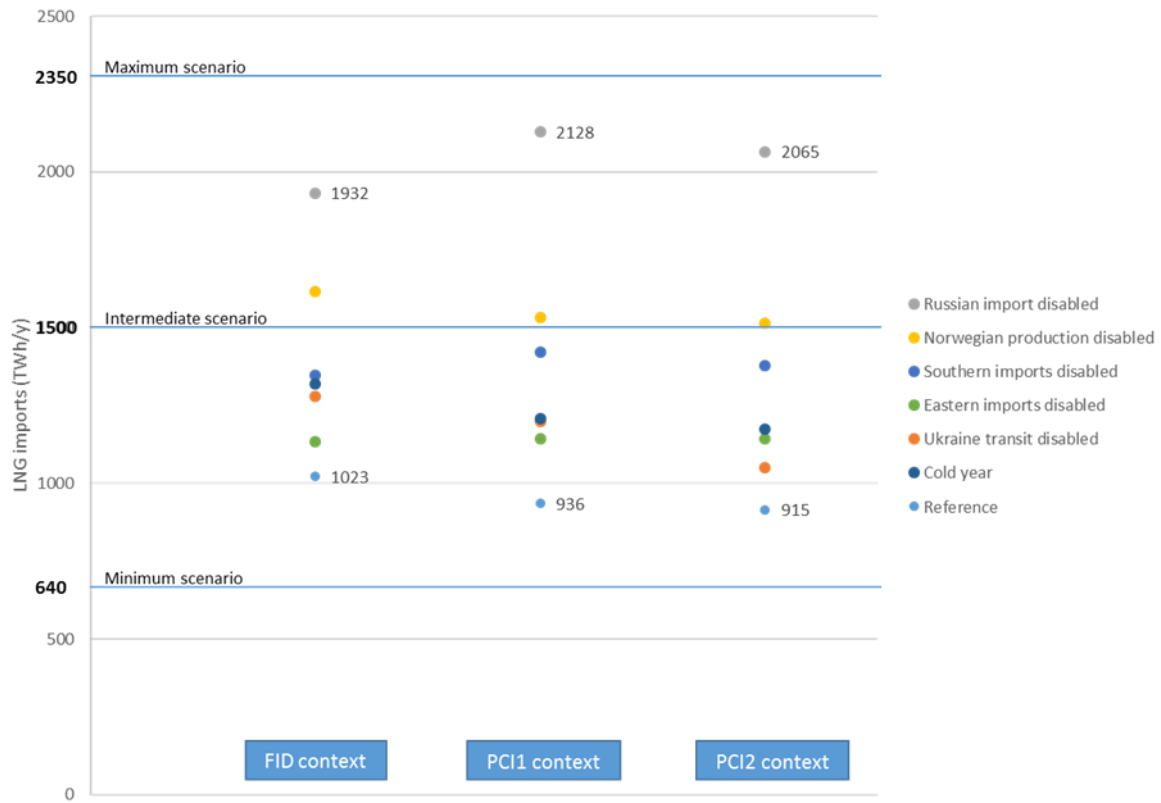 2500
Maximum scenario
2350
2128
2065
2000
1932
Russian import disabled
Intermediate scenario
Norwegian production disabled
1500
Southern imports disabled
Eastern imports disabled
Ukraine transit disabled
Cold year
Reference
LNG imports (TWh/y)
1000
1023
936
915
Minimum scenario
640
500
FID context
PCI1 context
PCI2 context
0